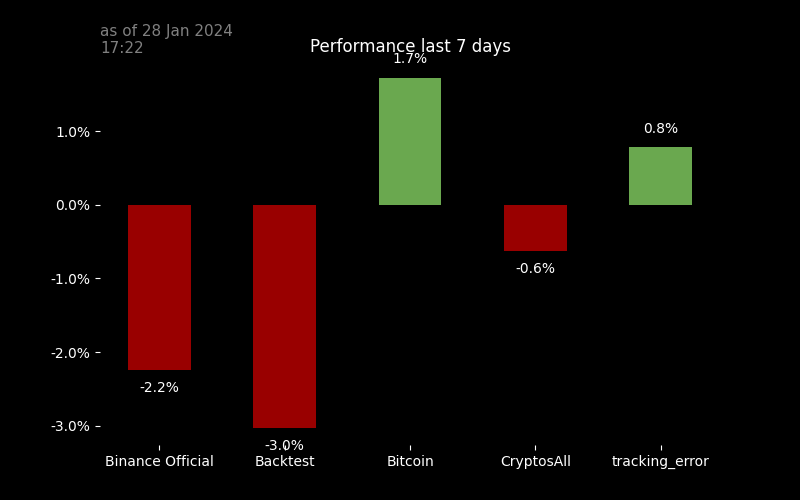 as of 28 Jan 2024
17:22
Performance last 7 days
1.7%
1.0%
0.8%
0.0%
-0.6%
-1.0%
-2.0%
-2.2%
-3.0%
-3.0%
Binance Official
Backtest
Bitcoin
CryptosAll
tracking_error